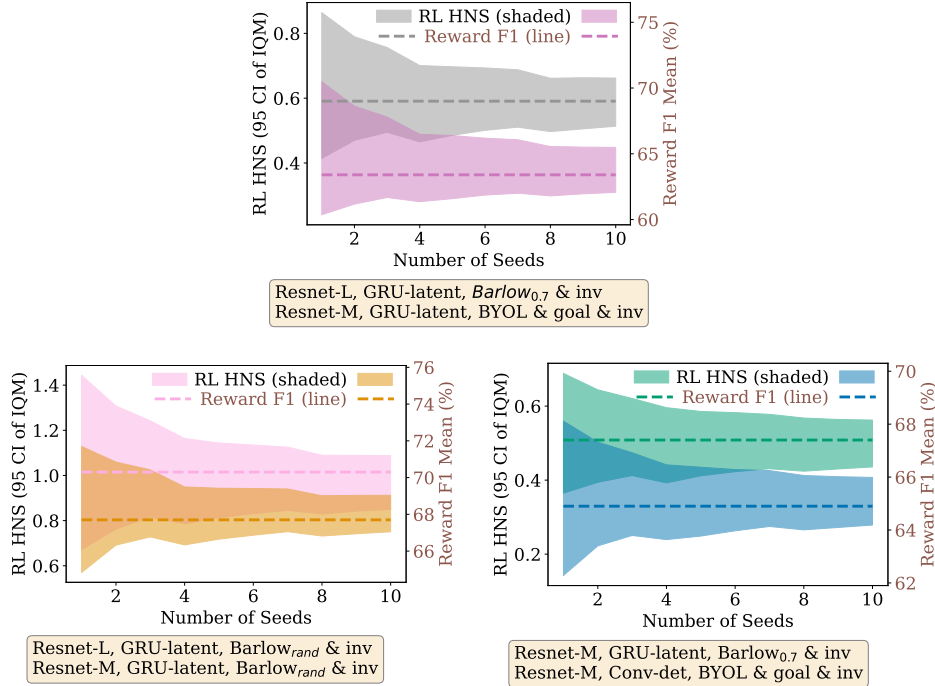 RL HNS (95 CI of IQM)
0.8
0.6
0.4
RL HNS (shaded)
Reward F1 (line)
75
70
65
60
Reward F1 Mean (%)
2 4 6 8 10
Number of Seeds
Resnet-L, GRU-latent, Barlow0.7 & inv
Resnet-M, GRU-latent, BYOL & goal & inv
RL HNS (95 CI of IQM)
1.4
1.2
1.0
0.8
0.6
RL HNS (shaded)
Reward F1 (line)
76
74
72
70
68
66
Reward F1 Mean (%)
2 4 6 8 10
Number of Seeds
Resnet-L, GRU-latent, Barlowrand & inv
Resnet-M, GRU-latent, Barlowrand & inv
RL HNS (95 CI of IQM)
0.6
0.4
0.2
RL HNS (shaded)
Reward F1 (line)
70
68
66
64
62
Reward F1 Mean (%)
2 4 6 8 10
Number of Seeds
Resnet-M, GRU-latent, Barlow0.7 & inv
Resnet-M, Conv-det, BYOL & goal & inv